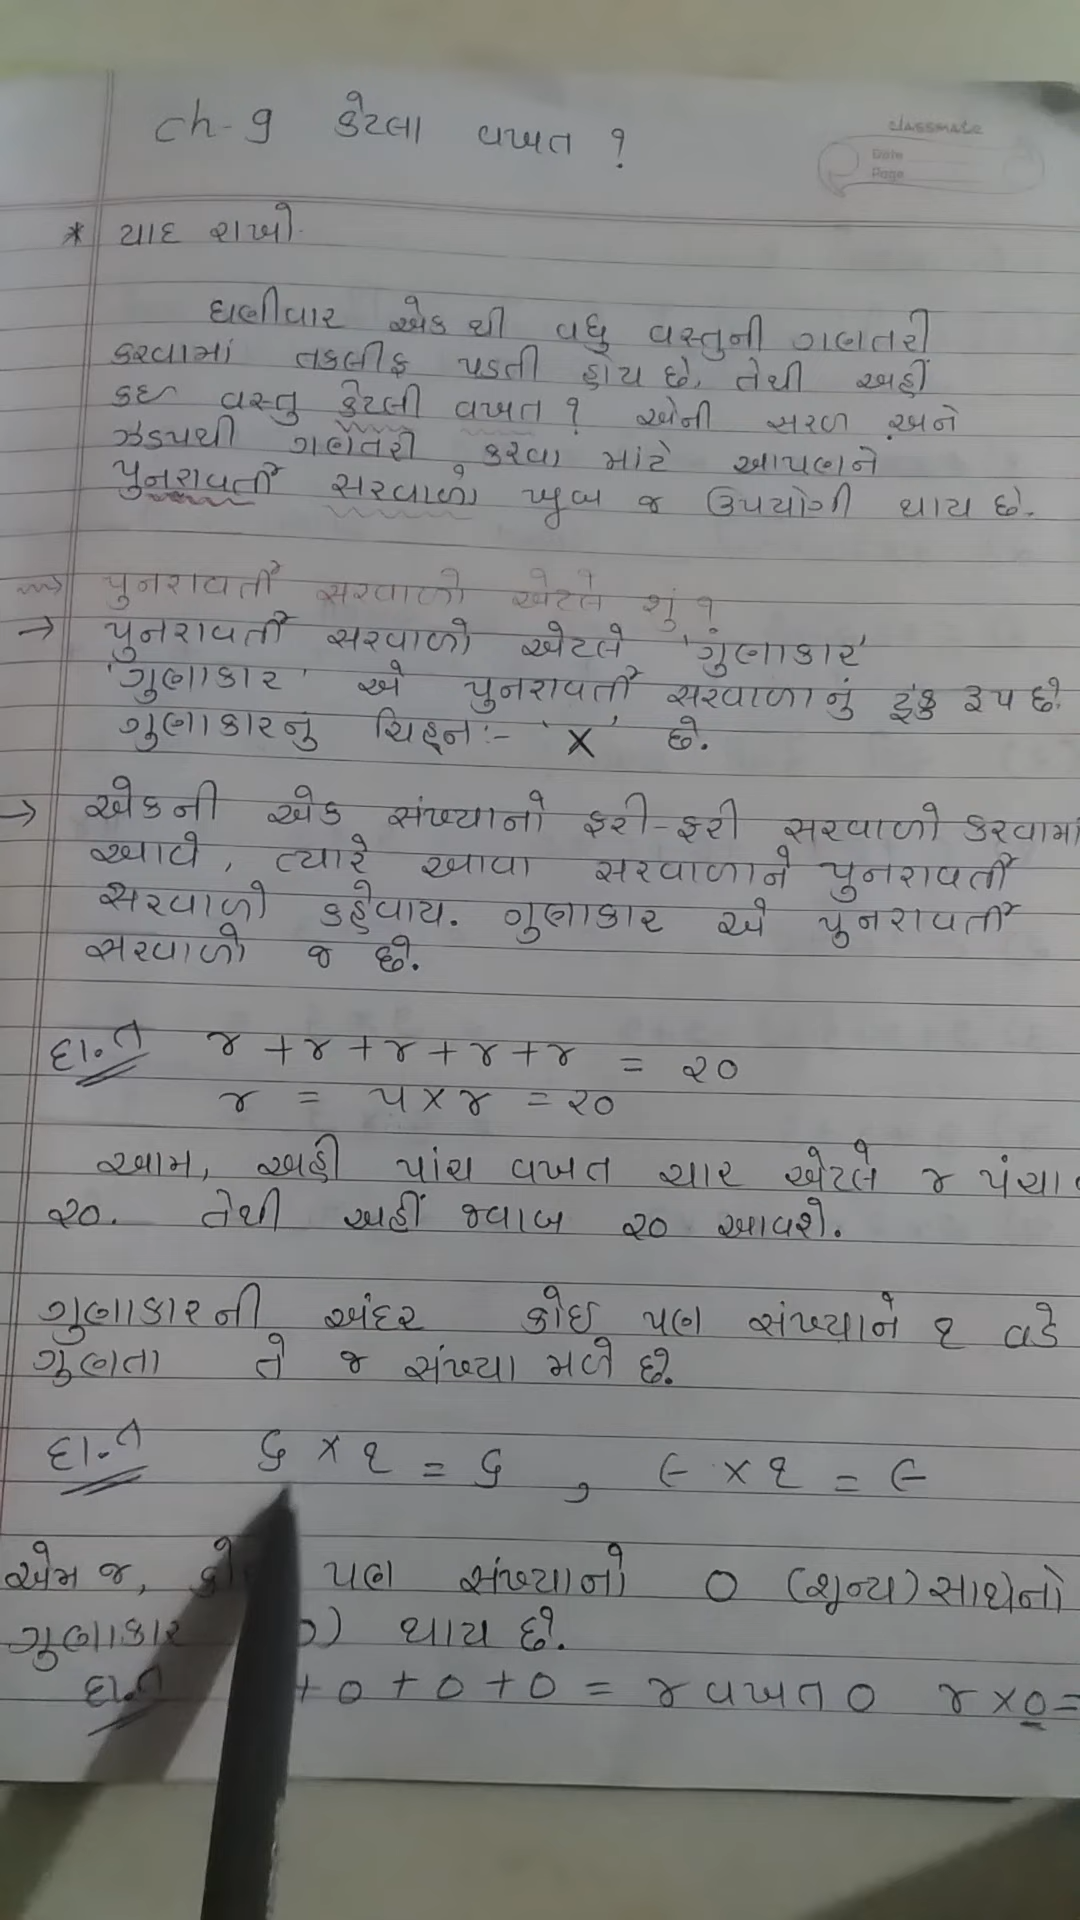 ch-9 કેટલા વખત ?
classmate
Date
Page
* યાદ રાખો.
ઘણીવાર એક થી વધુ વસ્તુની ગણતરી
કરવામાં તકલીફ પડતી હોય છે, તેથી અહીં
કઇ વસ્તુ કેટલી વખત ? એની સરળ અને
ઝડપથી ગણતરી કરવા માટે આપણને
પુનરાવર્તી સરવાળો ખૂબ જ ઉપયોગી થાય છે.
પુનરાવર્તી સરવાળો એટલે શું ?
→ પુનરાવર્તી સરવાળો એટલે 'ગુણાકાર'
'ગુણાકાર' એ પુનરાવર્તી સરવાળાનું ટૂંકુ રૂપ છે.
ગુણાકારનું ચિહ્ન :- 'X' છે.
→ એકની એક સંખ્યાનો ફરી-ફરી સરવાળો કરવામાં
આવે, ત્યારે આવા સરવાળાને પુનરાવર્તી
સરવાળો કહેવાય. ગુણાકાર એ પુનરાવર્તી
સરવાળો જ છે.
દા.ત ૪ + ૪ + ૪ + ૪ + ૪ = ૨૦
૪ = ૫ × ૪ = ૨૦
આમ, અહી પાંચ વખત ચાર એટલે ૪ પંચા
૨૦. તેથી અહીં જવાબ ૨૦ આવશે.
ગુણાકારની અંદર કોઇ પણ સંખ્યાને ૧ વડે
ગુણતા તે જ સંખ્યા મળે છે.
દા.ત ૬ × ૧ = ૬ , ૯ × ૧ = ૯
એમ જ, પણ સંખ્યાનો ૦ (શૂન્ય) સાથેનો
ગુણાકાર ૦) થાય છે.
દા.ત + ૦ + ૦ + ૦ = ૪ વખત ૦ ૪ × ૦ =